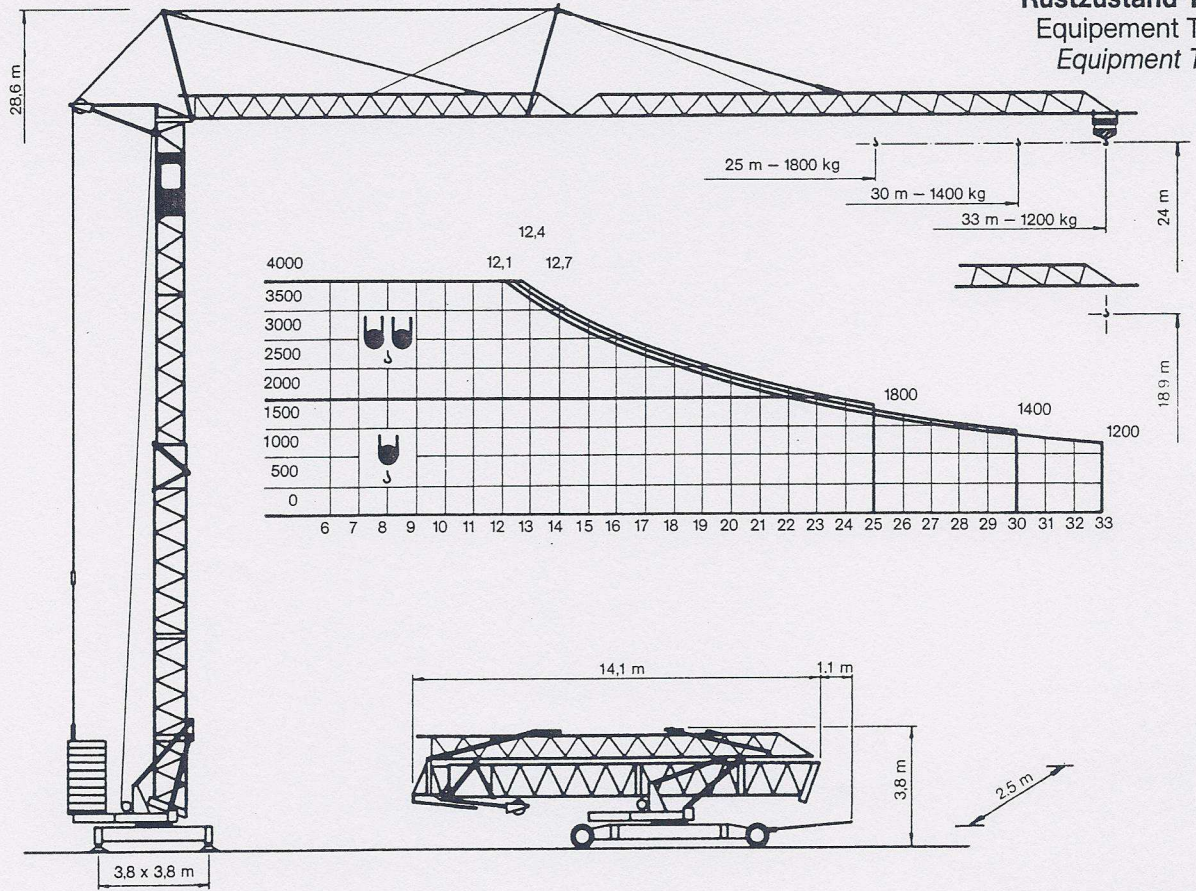 Rüstzustand
Equipement
Equipment
28,6 m
25 m – 1800 kg
30 m – 1400 kg
33 m – 1200 kg
24 m
18.9 m
12,4
12,1 12,7
4000
3500
3000
2500
2000
1500
1000
500
0
1800
1400
1200
6 7 8 9 10 11 12 13 14 15 16 17 18 19 20 21 22 23 24 25 26 27 28 29 30 31 32 33
14,1 m
1.1 m
3,8 m
2.5 m
3,8 x 3,8 m